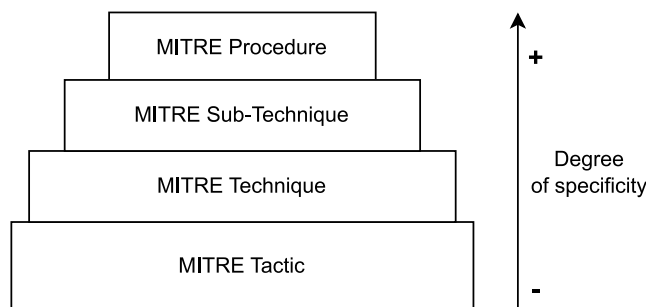 MITRE Procedure
+
MITRE Sub-Technique
MITRE Technique
Degree
of specificity
MITRE Tactic
-